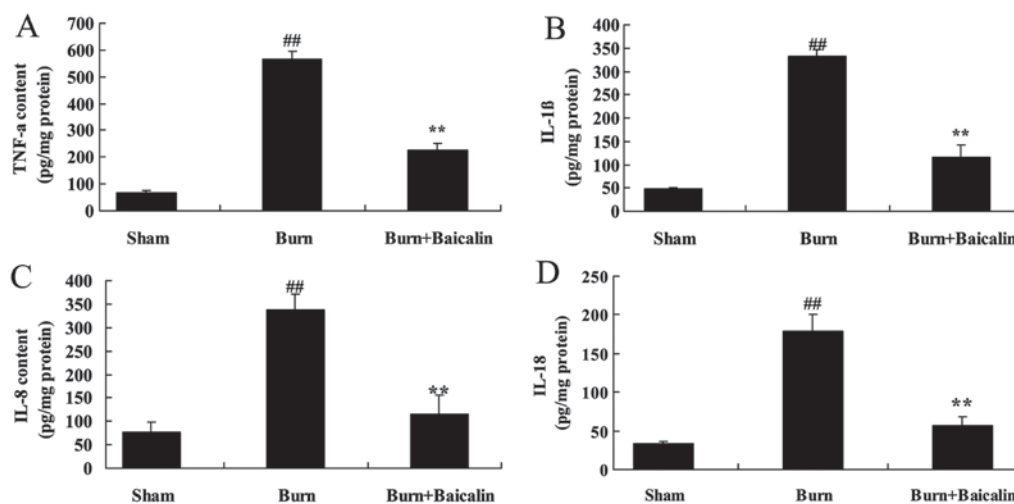 A
TNF-a content
(pg/mg protein)
700
600
500
400
300
200
100
0
##
**
Sham Burn Burn+Baicalin
B
IL-1ß
(pg/mg protein)
400
350
300
250
200
150
100
50
0
##
**
Sham Burn Burn+Baicalin
C
IL-8 content
(pg/mg protein)
400
350
300
250
200
150
100
50
0
##
**
Sham Burn Burn+Baicalin
D
IL-18
(pg/mg protein)
250
200
150
100
50
0
##
**
Sham Burn Burn+Baicalin